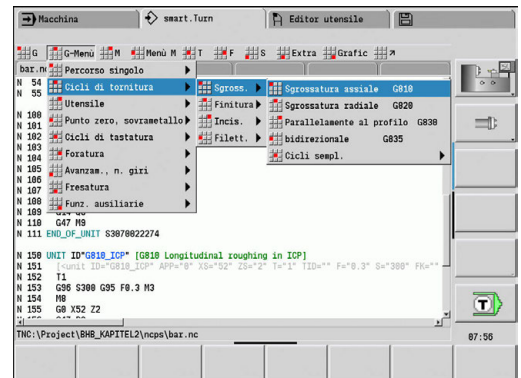 Macchina
smart.Turn
Editor utensile
G
G-Menù
M
Menù M
T
F
S
Extra
Grafic
bar.n
Percorso singolo
N 54
Cicli di tornitura
Sgross.
Sgrossatura assiale G810
N 55
Utensile
Finitura
Sgrossatura radiale G820
N 100
Punto zero, sovrametallo
Incis.
Parallelamente al profilo G830
N 101
N 102
Cicli di tastatura
Filett.
bidirezionale G835
N 103
Foratura
Cicli sempl.
N 104
N 105
Avanzam., n. giri
N 106
Fresatura
N 107
N 108
Funz. ausiliarie
N 109
N 110 G47 M9
N 111 END_OF_UNIT S3070022274
N 150 UNIT ID"G810_ICP" [G810 Longitudinal roughing in ICP]
N 151 [<unit ID="G810_ICP" APP="0" XS="52" ZS="2" T="1" TID="" F="0.3" S="300" FK=""
N 152 T1
N 153 G96 S300 G95 F0.3 M3
N 154 M8
N 155 G0 X52 Z2
TNC:\Project\BHB_KAPITEL2\ncps\bar.nc
T
07:56